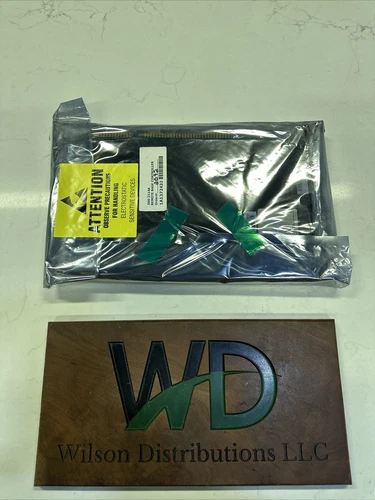 ATTENTION
OBSERVE PRECAUTIONS
FOR HANDLING
ELECTROSTATIC
SENSITIVE DEVICES
WD
Wilson Distributions LLC